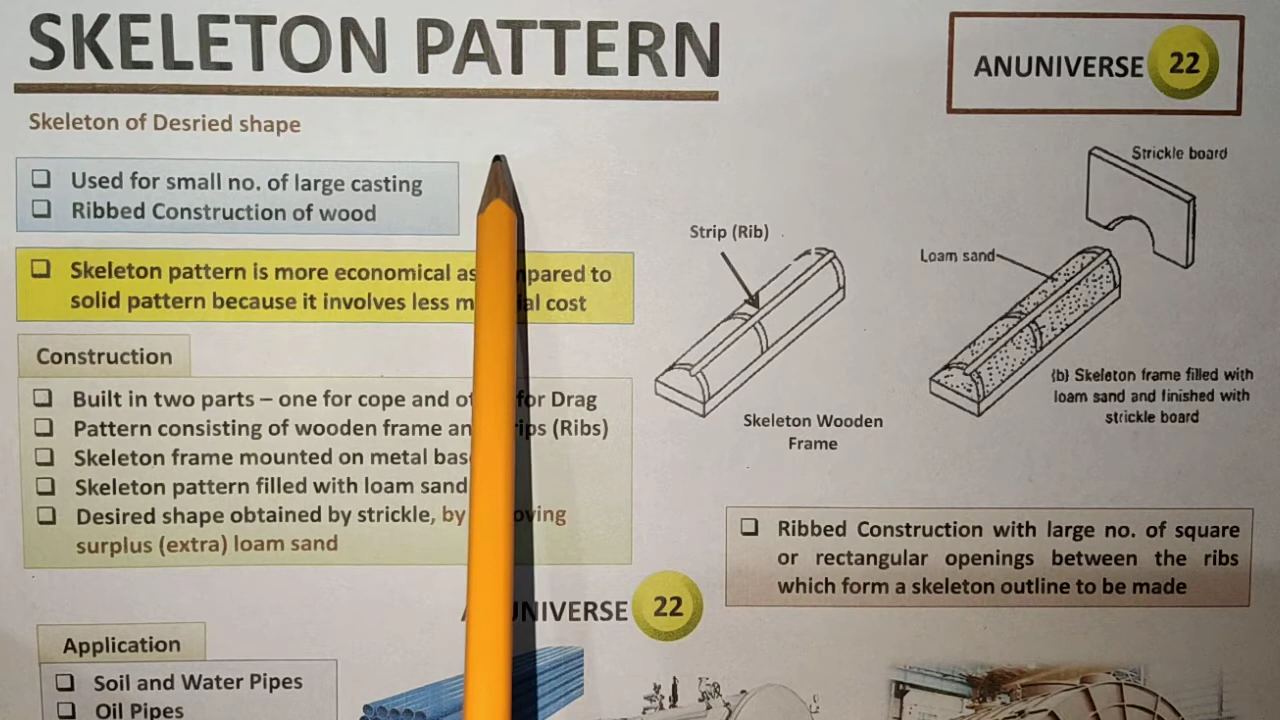 SKELETON PATTERN
ANUNIVERSE 22
Skeleton of Desried shape
Used for small no. of large casting
Ribbed Construction of wood
Skeleton pattern is more economical as mpared to
solid pattern because it involves less m al cost
Construction
Built in two parts – one for cope and o for Drag
Pattern consisting of wooden frame an ips (Ribs)
Skeleton frame mounted on metal bas
Skeleton pattern filled with loam sand
Desired shape obtained by strickle, by oving
surplus (extra) loam sand
Strip (Rib)
Skeleton Wooden
Frame
Strickle board
Loam sand
(b) Skeleton frame filled with
loam sand and finished with
strickle board
Ribbed Construction with large no. of square
or rectangular openings between the ribs
which form a skeleton outline to be made
NIVERSE 22
Application
Soil and Water Pipes
Oil Pipes